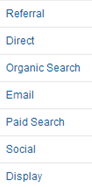 Referral
Direct
Organic Search
Email
Paid Search
Social
Display